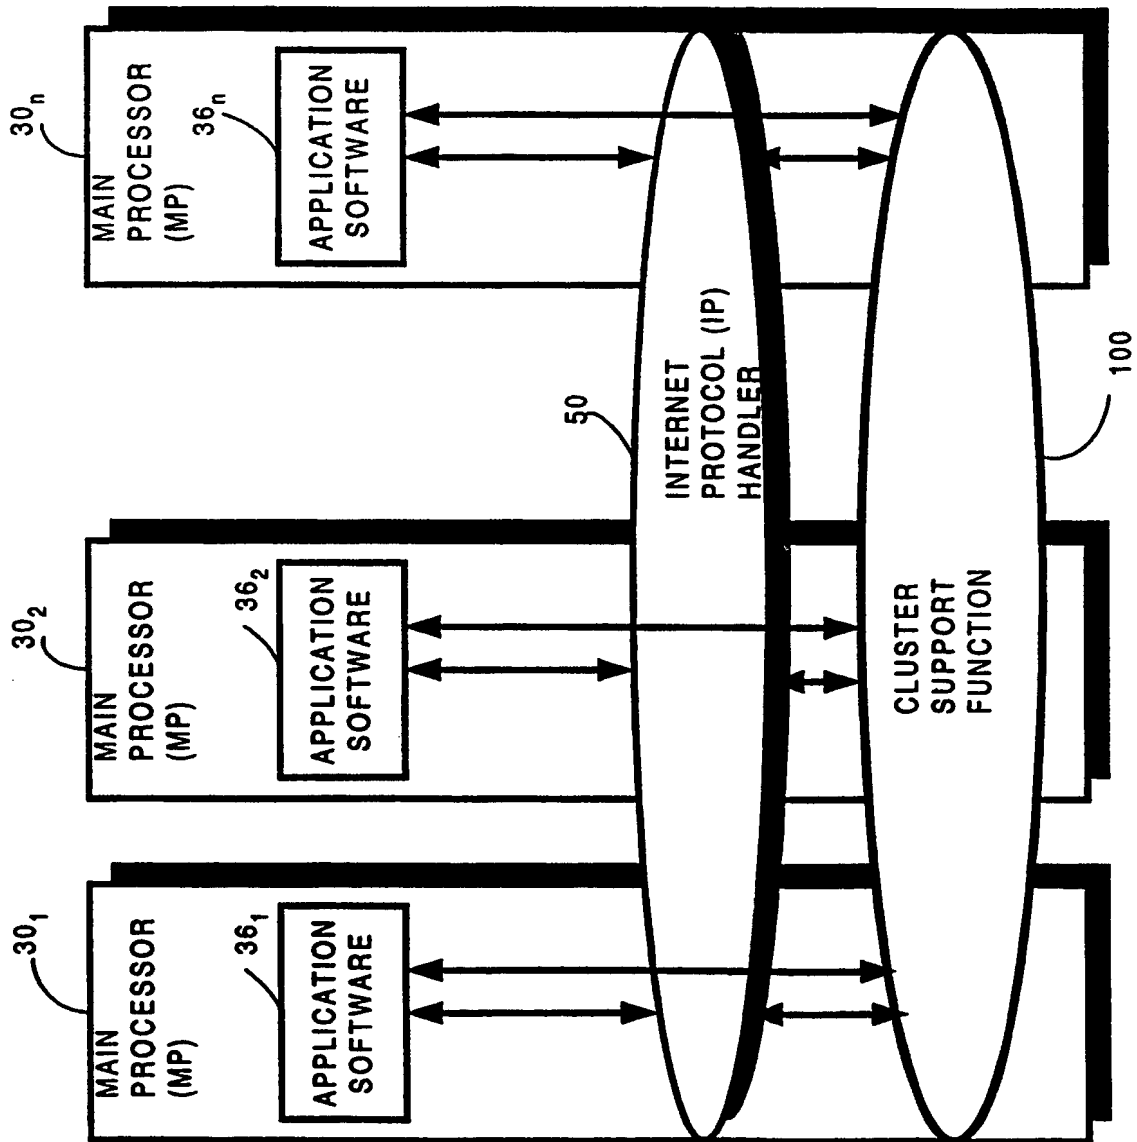 30₁
MAIN
PROCESSOR
(MP)
36₁
APPLICATION
SOFTWARE
30₂
MAIN
PROCESSOR
(MP)
36₂
APPLICATION
SOFTWARE
30ₙ
MAIN
PROCESSOR
(MP)
36ₙ
APPLICATION
SOFTWARE
50
INTERNET
PROTOCOL (IP)
HANDLER
CLUSTER
SUPPORT
FUNCTION
100